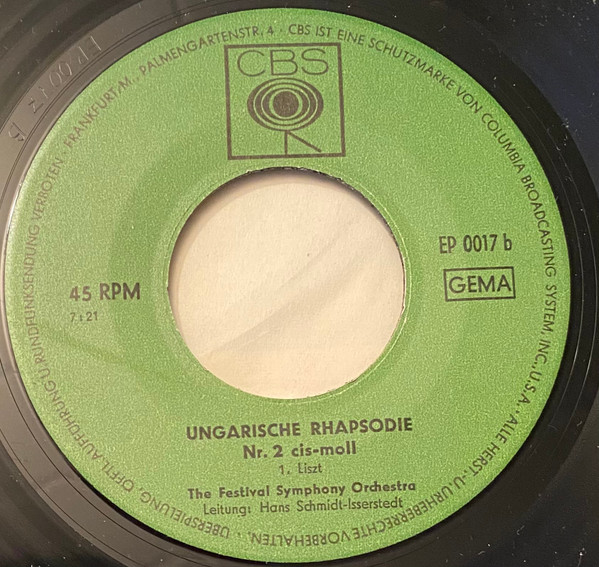 CBS
EP 0017 b
GEMA
45 RPM
7:21
UNGARISCHE RHAPSODIE
Nr. 2 cis-moll
1. Liszt
The Festival Symphony Orchestra
Leitung: Hans Schmidt-Isserstedt
ÜBERSPIELUNG, ÖFFTL. AUFFÜHRUNG U. RUNDFUNKSENDUNG VERBOTEN · FRANKFURT/M., PALMENGARTENSTR. 4 · CBS IST EINE SCHUTZMARKE VON COLUMBIA BROADCASTING SYSTEM, INC., U.S.A. · ALLE HERST.- U. URHEBERRECHTE VORBEHALTEN ·